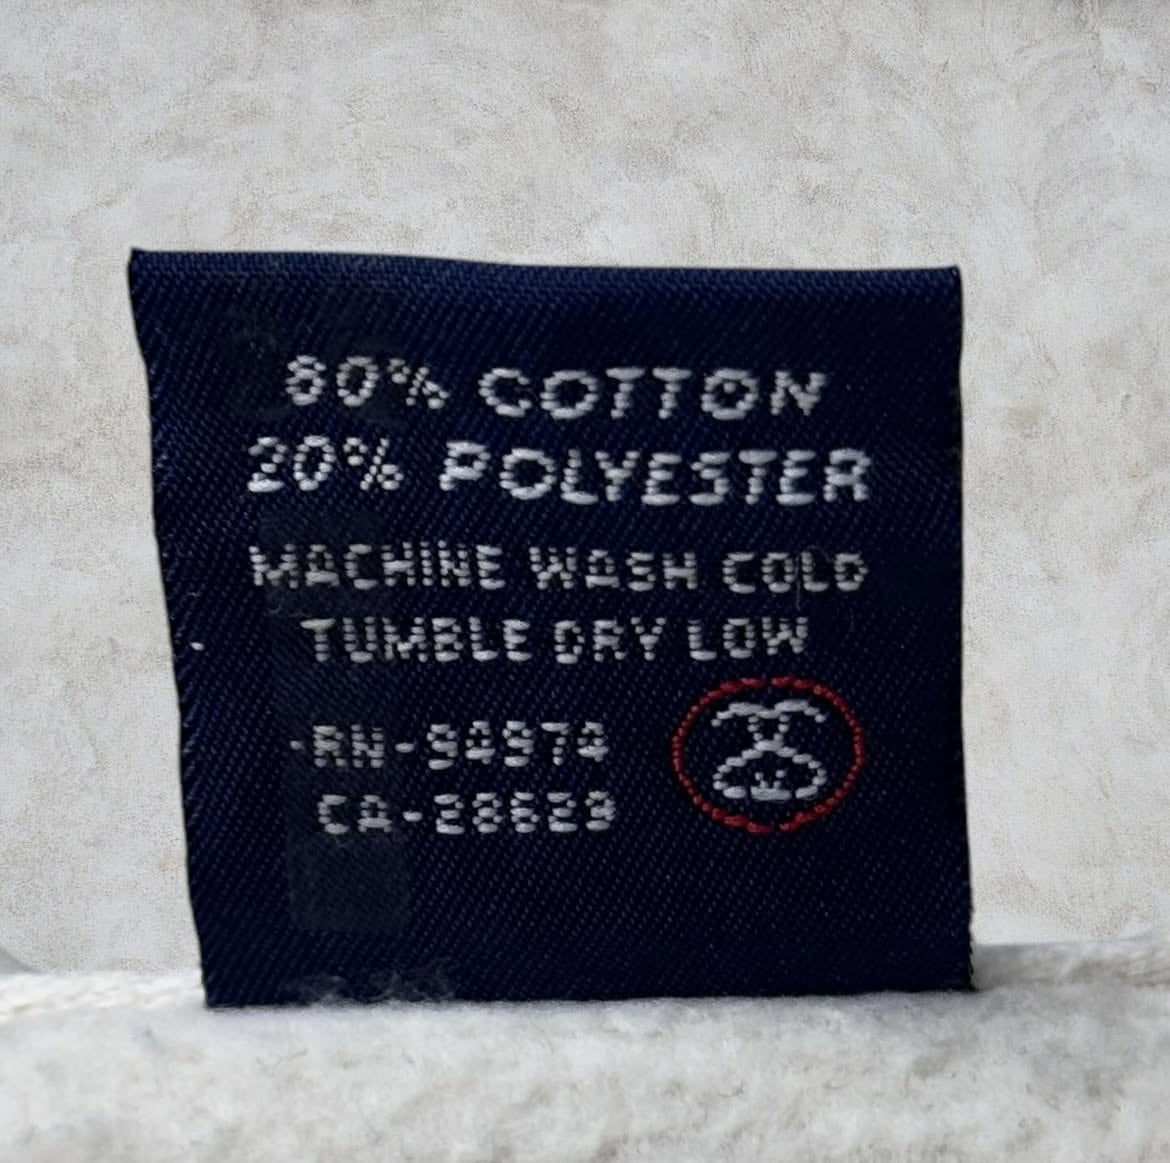 80% COTTON
20% POLYESTER
MACHINE WASH COLD
TUMBLE DRY LOW
RN-94974
CA-28629